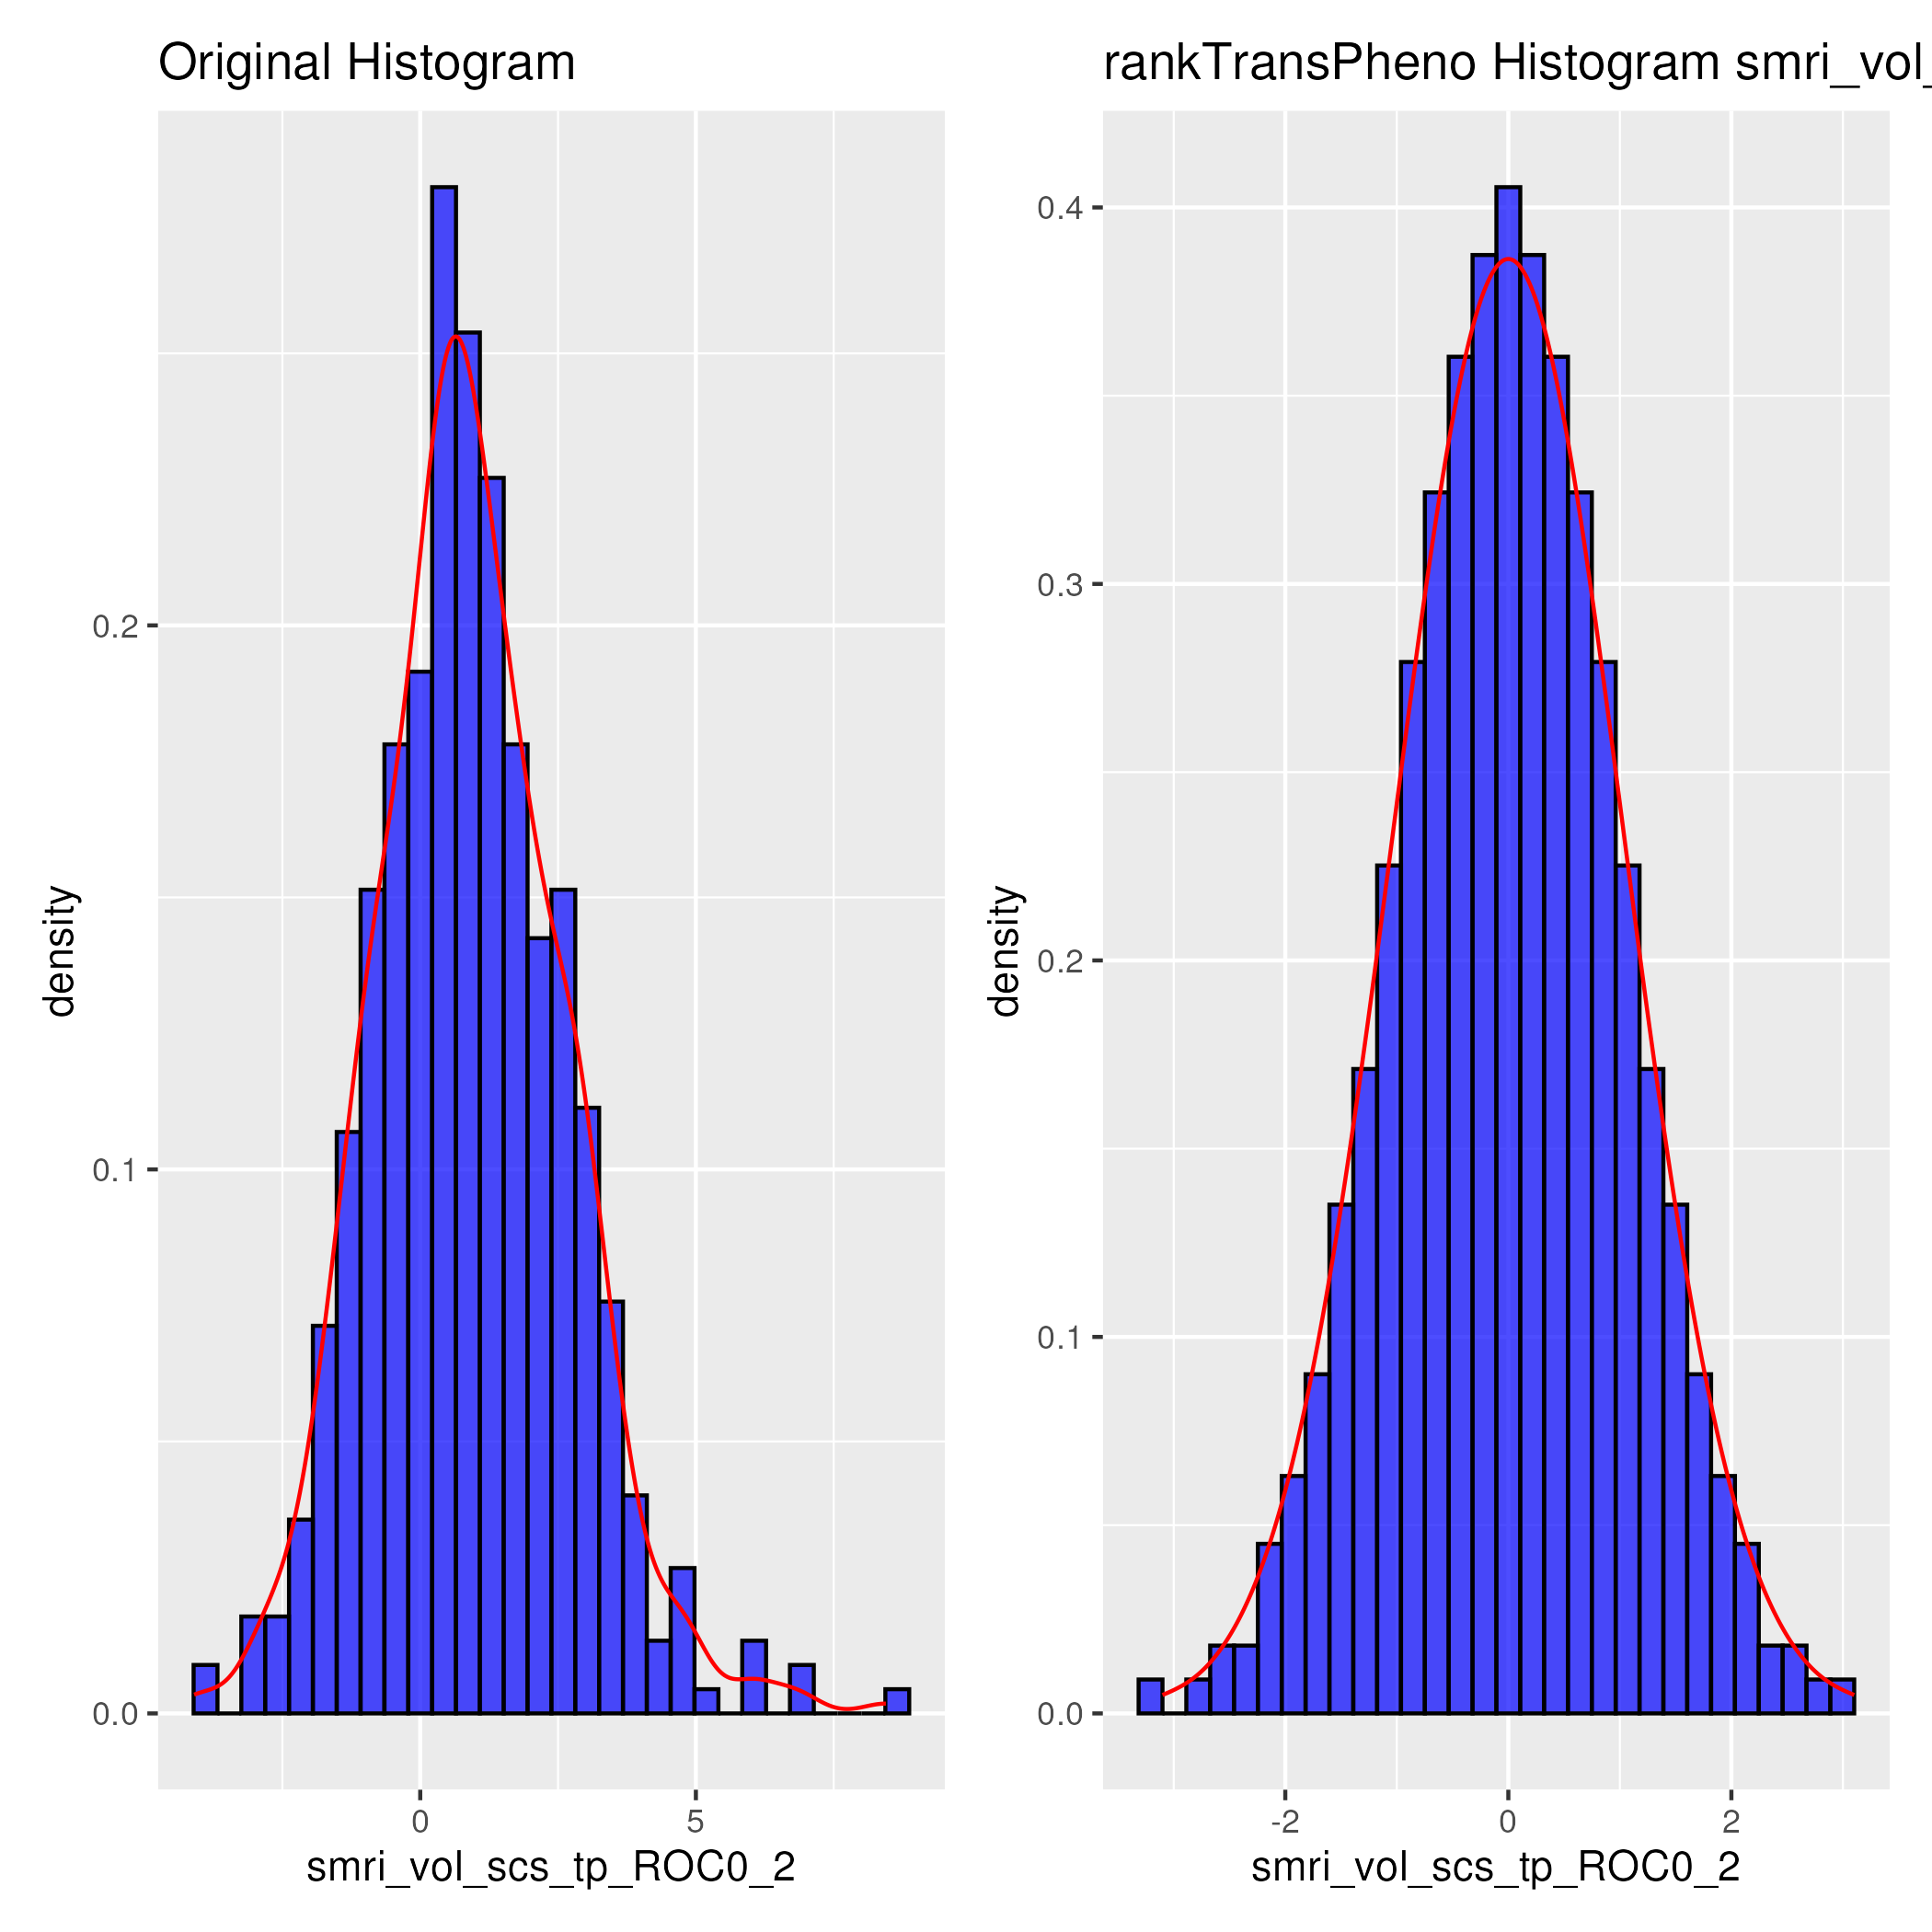 Original Histogram
density
0.2
0.1
0.0
0
5
smri_vol_scs_tp_ROC0_2
rankTransPheno Histogram smri_vol_
density
0.4
0.3
0.2
0.1
0.0
-2
0
2
smri_vol_scs_tp_ROC0_2